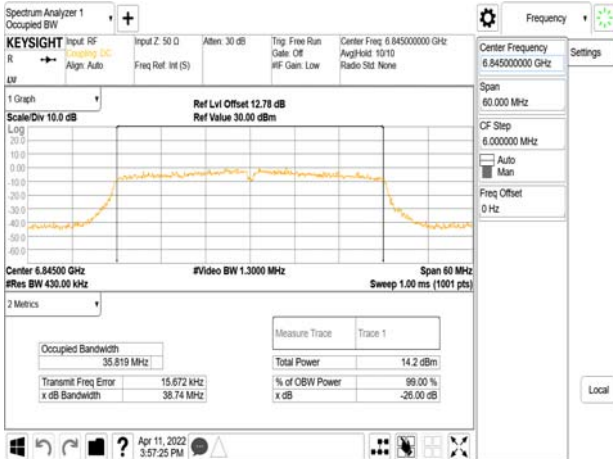 Spectrum Analyzer 1
Occupied BW
Frequency
KEYSIGHT
R
Input: RF
Coupling: DC
Align: Auto
Input Z: 50 Ω
Freq Ref: Int (S)
Atten: 30 dB
Trig: Free Run
Gate: Off
#IF Gain: Low
Center Freq: 6.845000000 GHz
Avg|Hold: 10/10
Radio Std: None
1 Graph
Scale/Div 10.0 dB
Ref Lvl Offset 12.78 dB
Ref Value 30.00 dBm
Log
20.0
10.0
0.00
-10.0
-20.0
-30.0
-40.0
-50.0
-60.0
Center 6.84500 GHz
#Video BW 1.3000 MHz
Span 60 MHz
#Res BW 430.00 kHz
Sweep 1.00 ms (1001 pts)
2 Metrics
Measure Trace
Trace 1
Occupied Bandwidth
35.819 MHz
Total Power
14.2 dBm
Transmit Freq Error
15.672 kHz
% of OBW Power
99.00 %
x dB Bandwidth
38.74 MHz
x dB
-26.00 dB
Apr 11, 2022
3:57:25 PM
Center Frequency
6.845000000 GHz
Settings
Span
60.000 MHz
CF Step
6.000000 MHz
Auto
Man
Freq Offset
0 Hz
Local